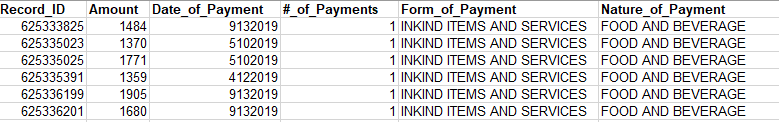 Record_ID Amount Date_of_Payment #_of_Payments Form_of_Payment Nature_of_Payment
625333825 1484 9132019 1 INKIND ITEMS AND SERVICES FOOD AND BEVERAGE
625335023 1370 5102019 1 INKIND ITEMS AND SERVICES FOOD AND BEVERAGE
625335025 1771 5102019 1 INKIND ITEMS AND SERVICES FOOD AND BEVERAGE
625335391 1359 4122019 1 INKIND ITEMS AND SERVICES FOOD AND BEVERAGE
625336199 1905 9132019 1 INKIND ITEMS AND SERVICES FOOD AND BEVERAGE
625336201 1680 9132019 1 INKIND ITEMS AND SERVICES FOOD AND BEVERAGE